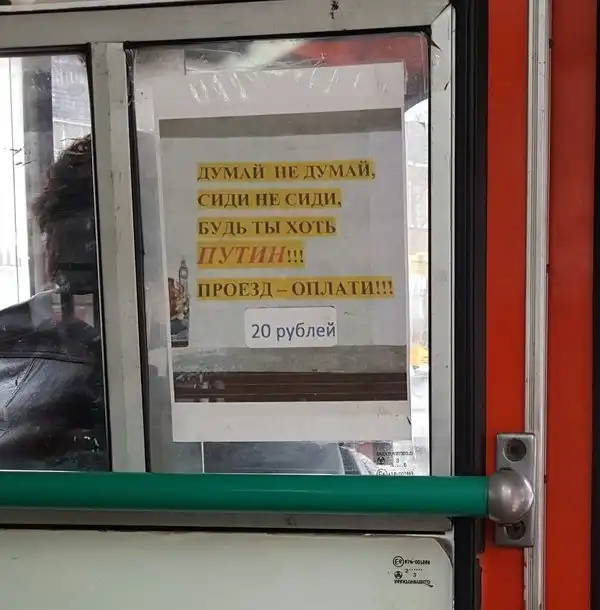 ДУМАЙ НЕ ДУМАЙ,
СИДИ НЕ СИДИ,
БУДЬ ТЫ ХОТЬ
ПУТИН!!!
ПРОЕЗД – ОПЛАТИ!!!
20 рублей